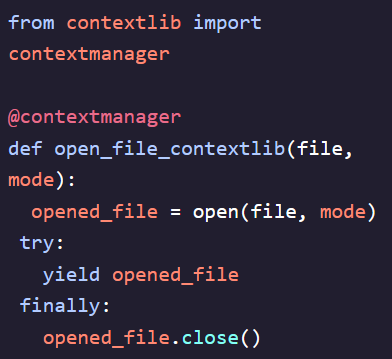 from contextlib import
contextmanager

@contextmanager
def open_file_contextlib(file,
mode):
  opened_file = open(file, mode)
 try:
   yield opened_file
 finally:
   opened_file.close()